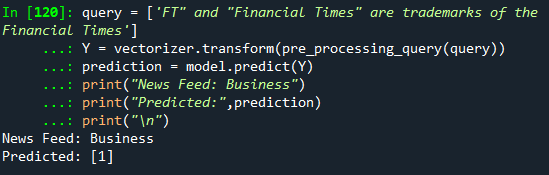 In [120]: query = ['FT" and "Financial Times" are trademarks of the
Financial Times']
...: Y = vectorizer.transform(pre_processing_query(query))
...: prediction = model.predict(Y)
...: print("News Feed: Business")
...: print("Predicted:",prediction)
...: print("\n")
News Feed: Business
Predicted: [1]